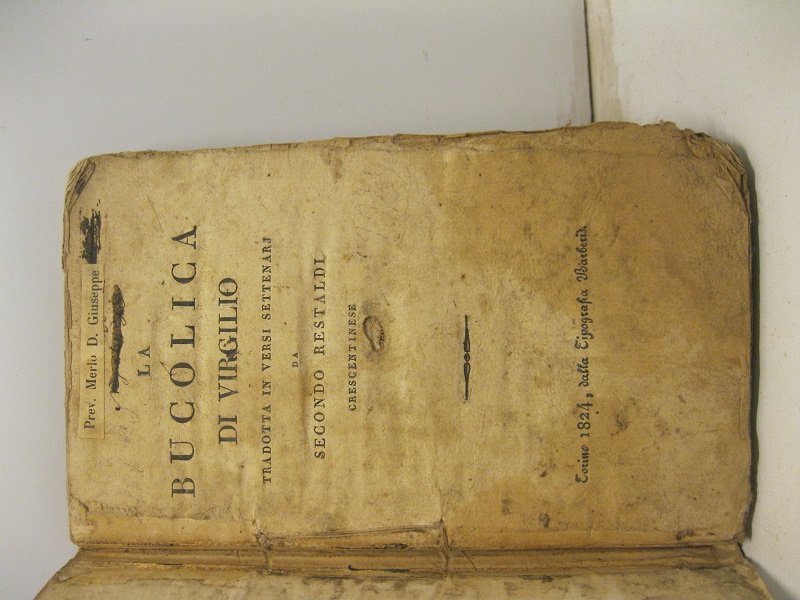 Prev. Merlo D. Giuseppe
LA
BUCOLICA
DI VIRGILIO
TRADOTTA IN VERSI SETTENARJ
DA
SECONDO RESTALDI
CRESCENTINESE
Torino 1824, dalla Tipografia Barberis.